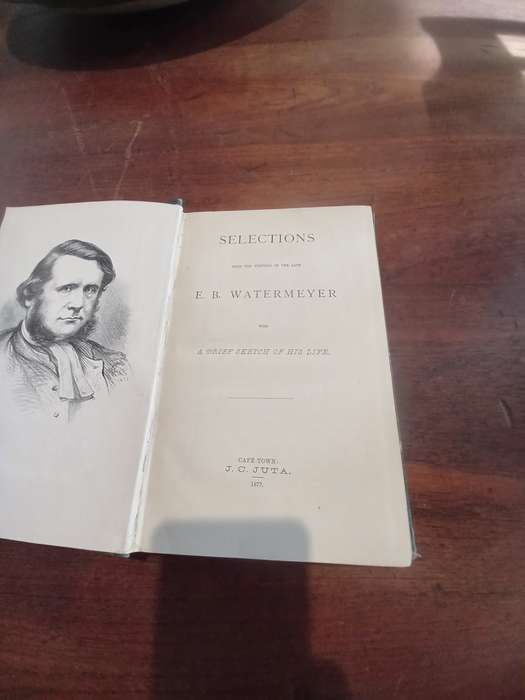 SELECTIONS
FROM THE WRITINGS OF THE LATE
E. B. WATERMEYER
WITH
A BRIEF SKETCH OF HIS LIFE.
CAPE TOWN:
J. C. JUTA.
1877.